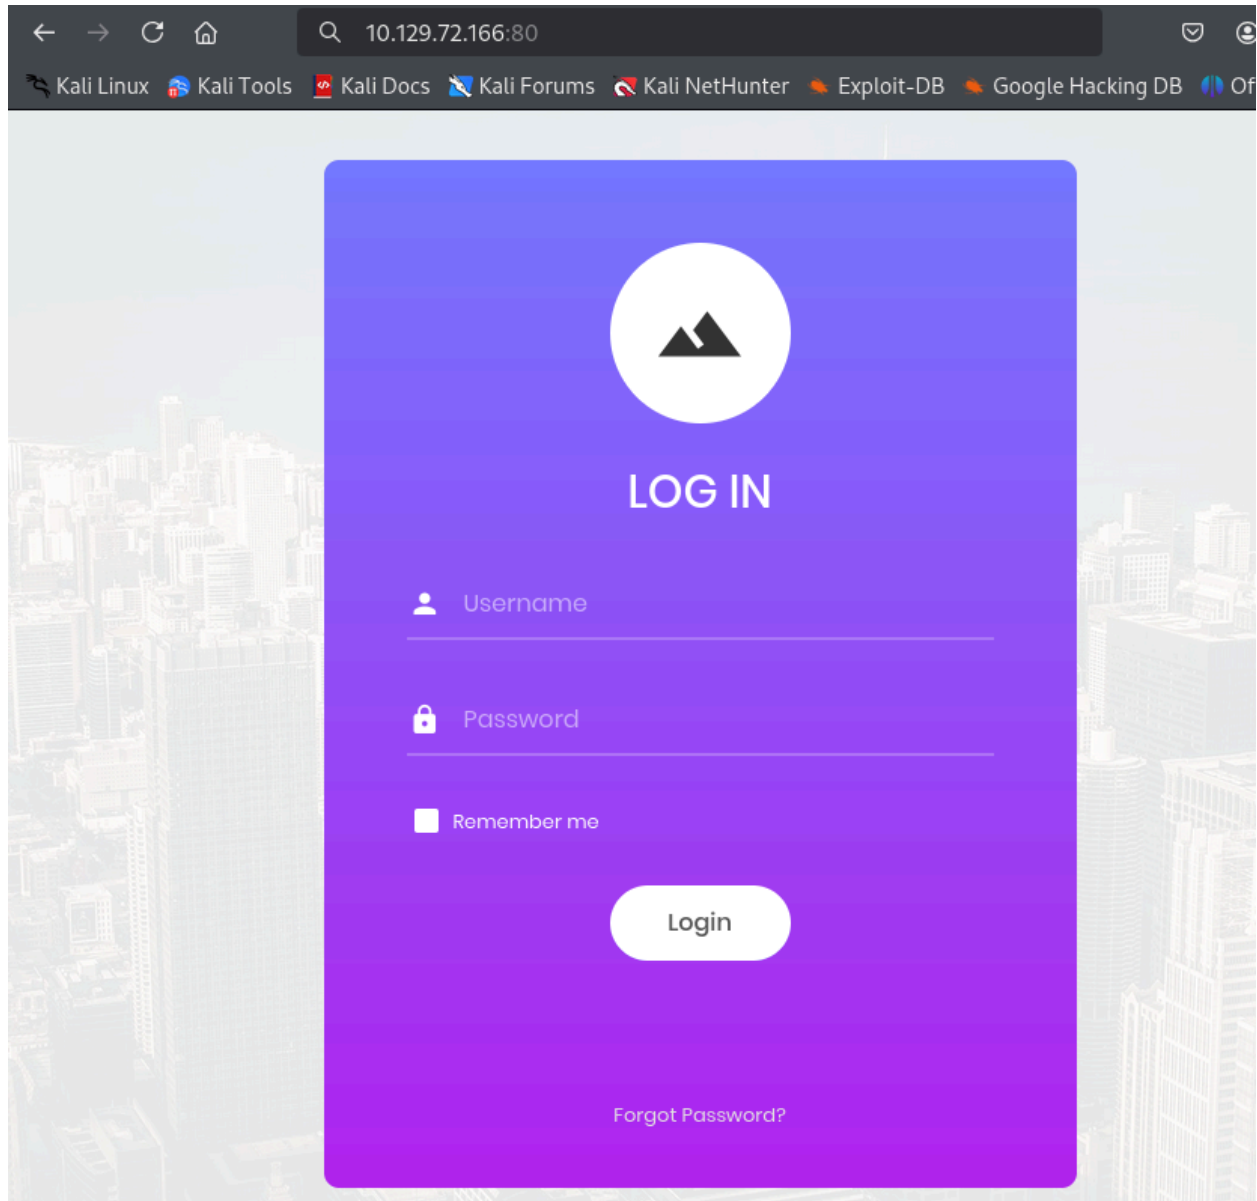 10.129.72.166:80
Kali Linux Kali Tools Kali Docs Kali Forums Kali NetHunter Exploit-DB Google Hacking DB Of
LOG IN
Username
Password
Remember me
Login
Forgot Password?